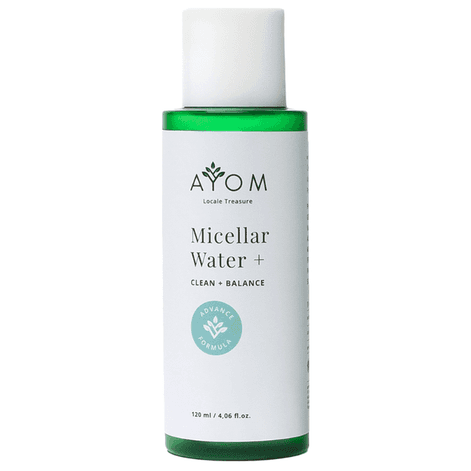 AYOM
Locale Treasure
Micellar
Water +
CLEAN + BALANCE
ADVANCE
FORMULA
120 ml / 4,06 fl.oz.